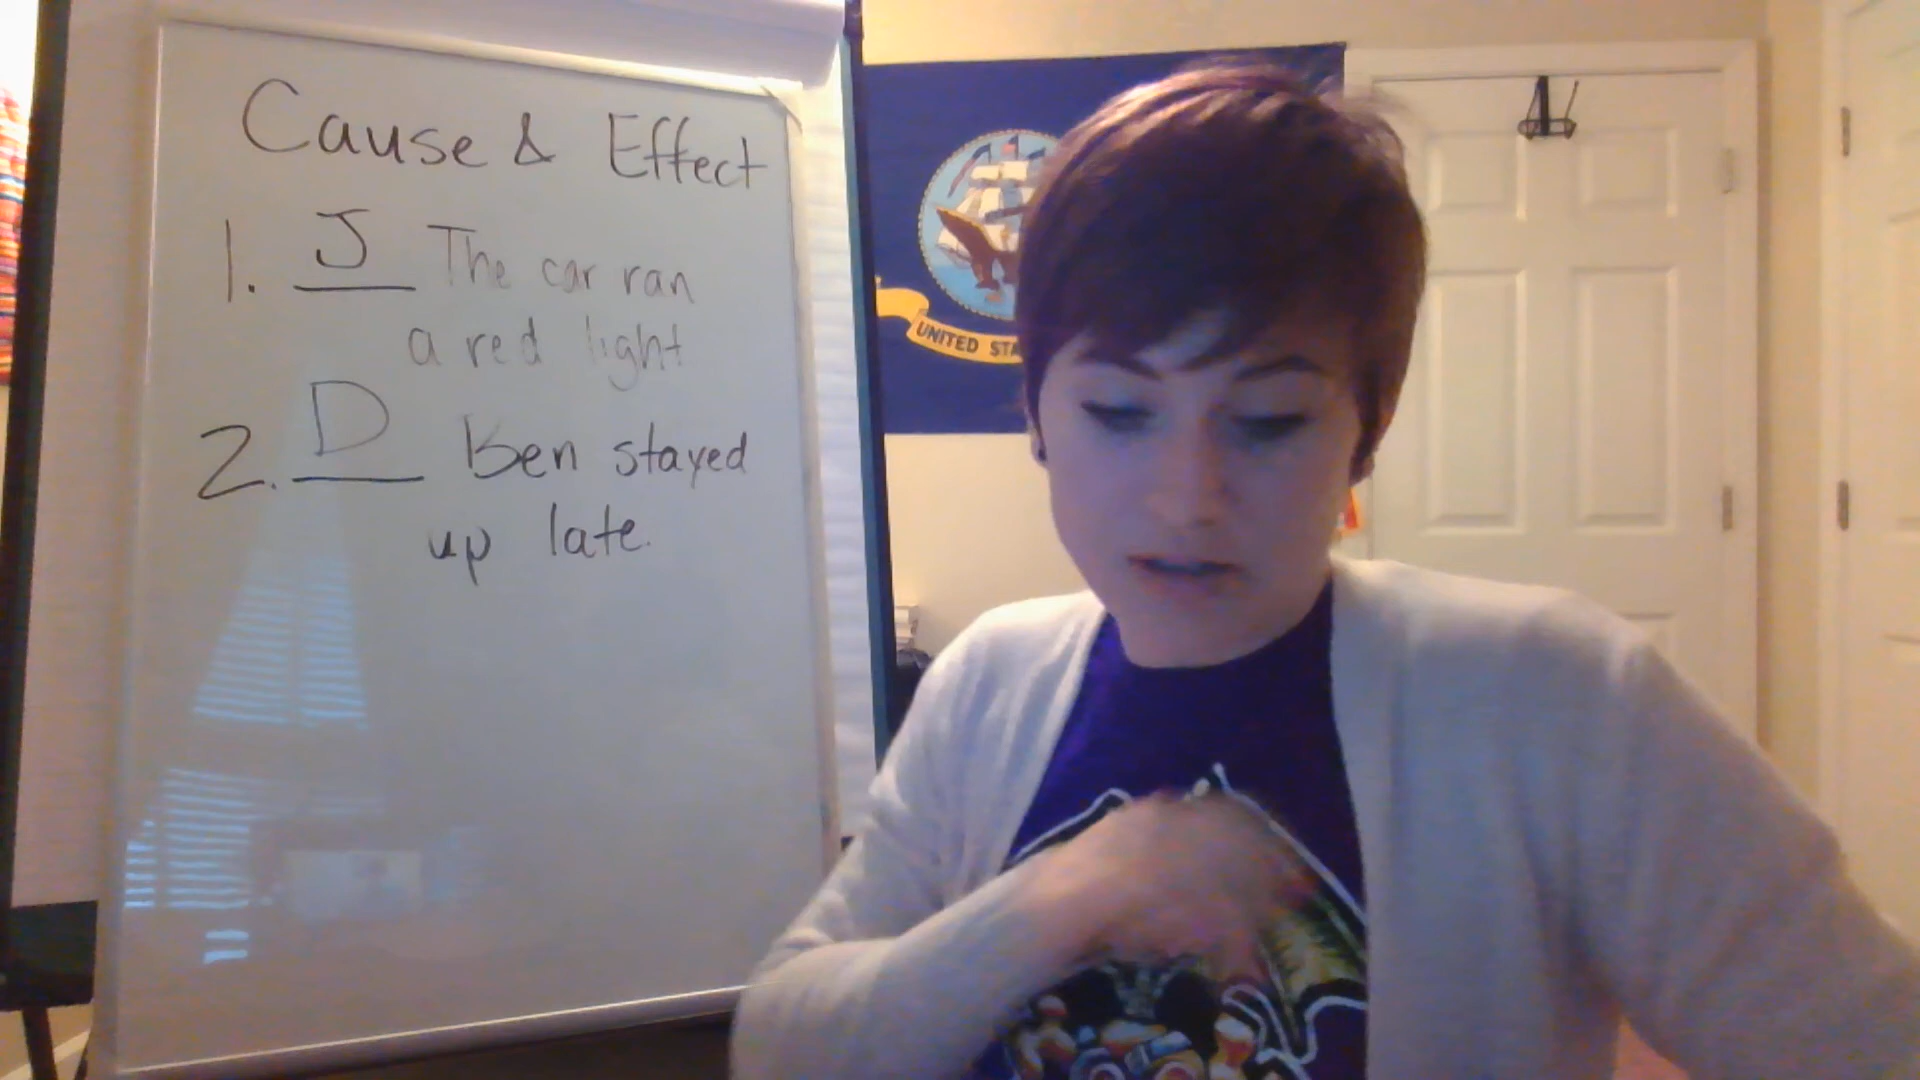 Cause & Effect
1. J The car ran
a red light
2. D Ben stayed
up late.
UNITED STA